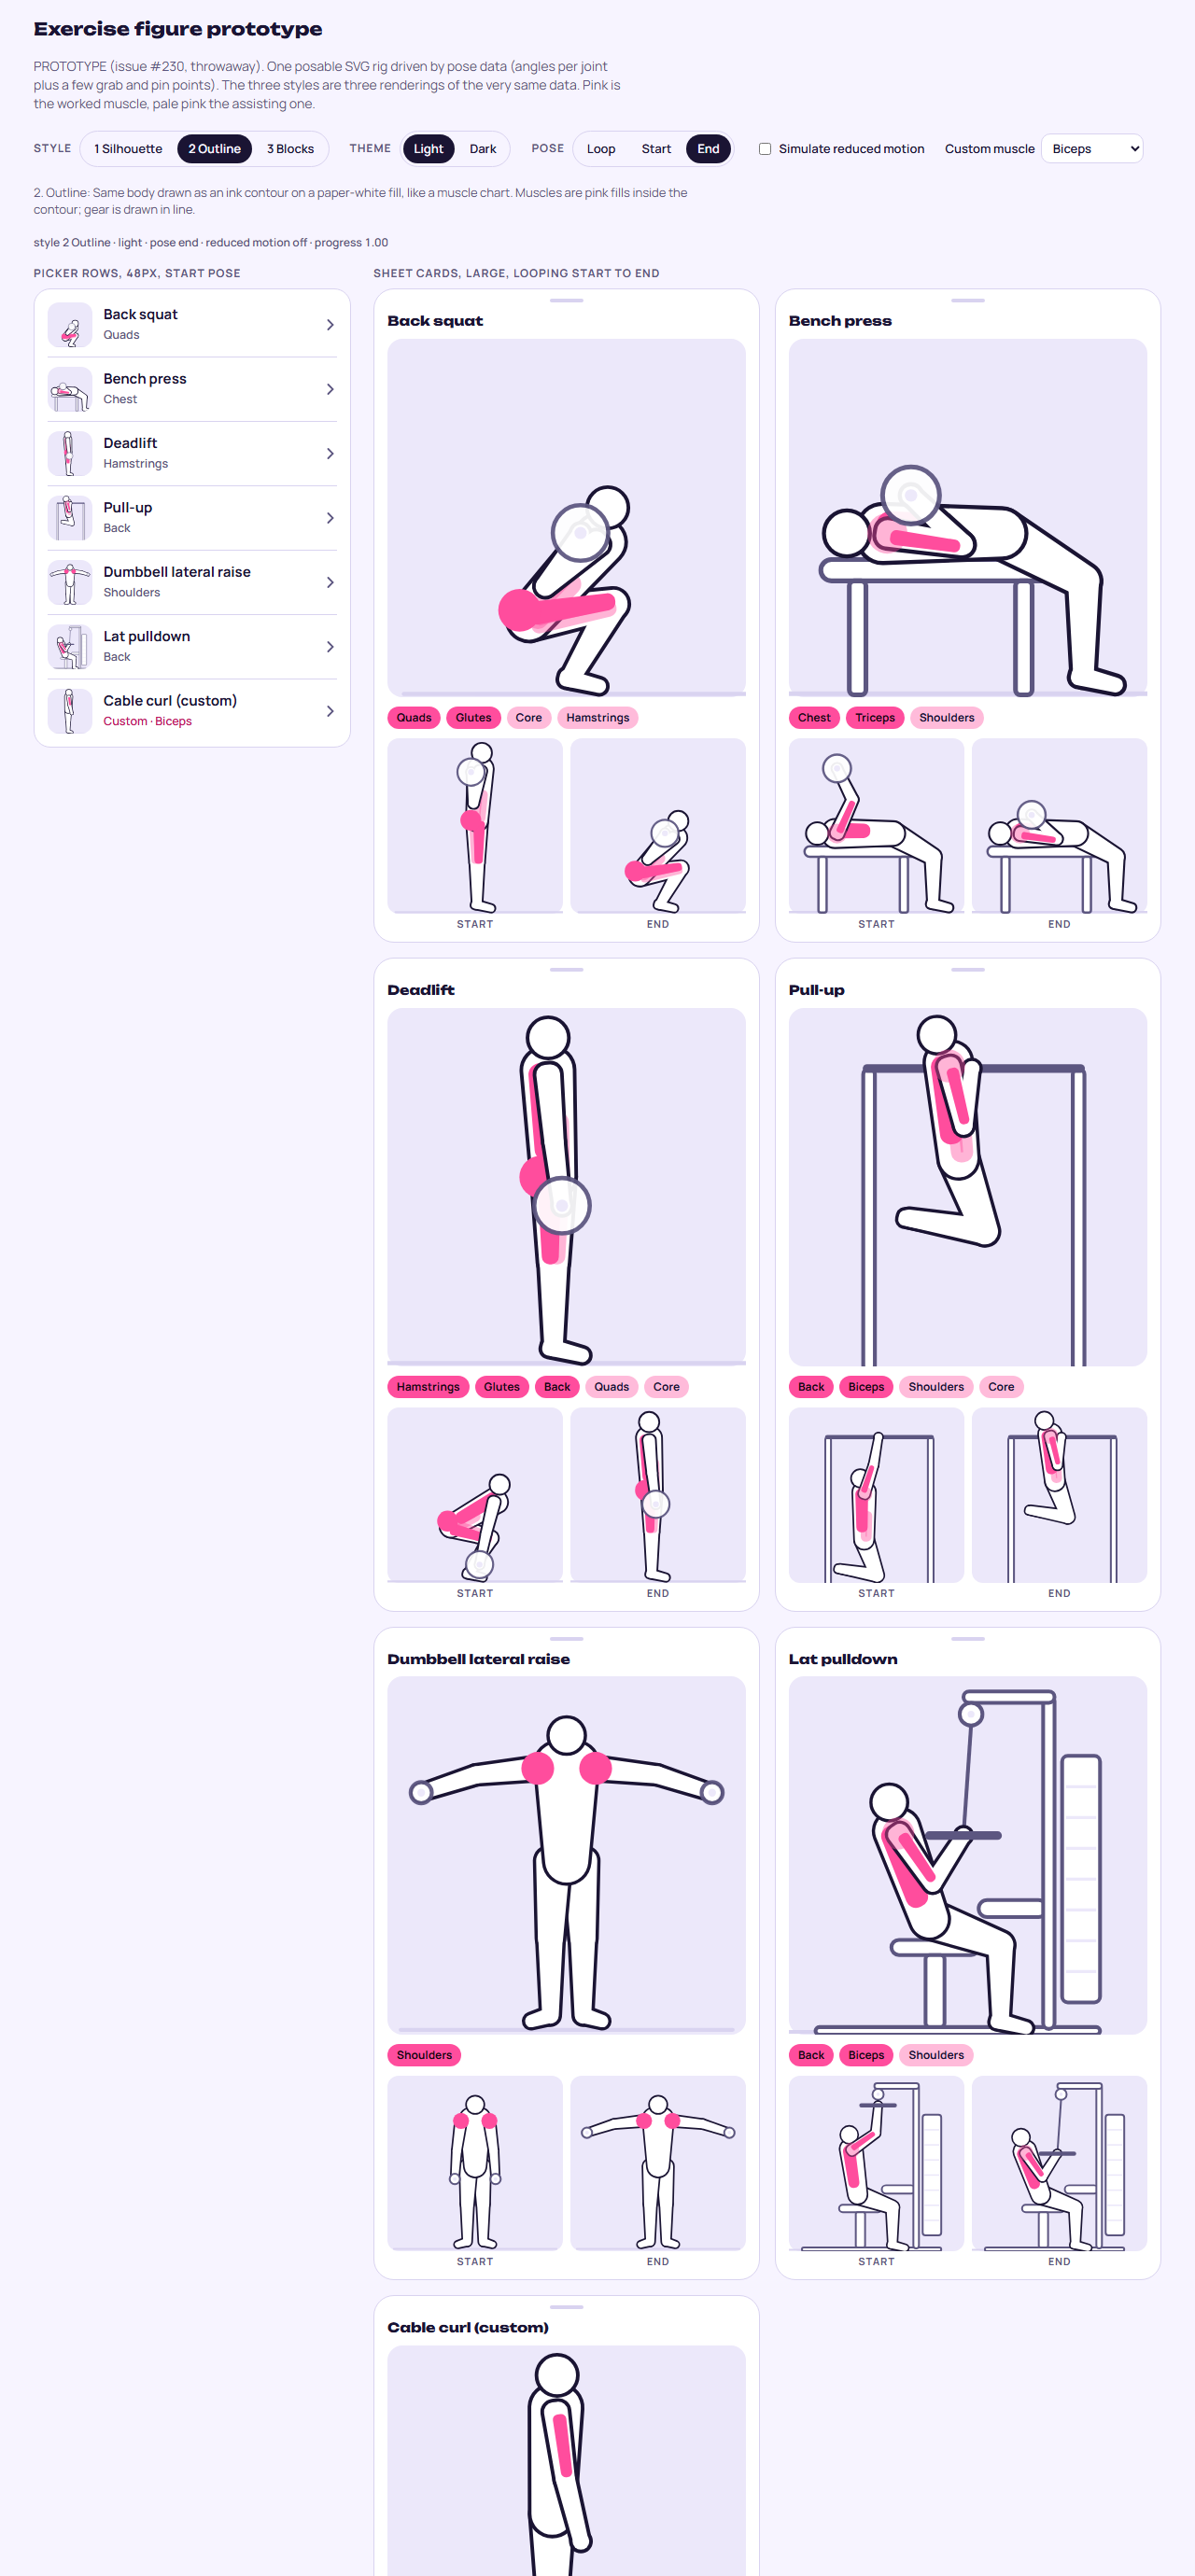 Exercise figure prototype
PROTOTYPE (issue #230, throwaway). One posable SVG rig driven by pose data (angles per joint
plus a few grab and pin points). The three styles are three renderings of the very same data. Pink is
the worked muscle, pale pink the assisting one.
STYLE 1 Silhouette 2 Outline 3 Blocks THEME Light Dark POSE Loop Start End Simulate reduced motion Custom muscle Biceps
2. Outline: Same body drawn as an ink contour on a paper-white fill, like a muscle chart. Muscles are pink fills inside the
contour; gear is drawn in line.
style 2 Outline · light · pose end · reduced motion off · progress 1.00
PICKER ROWS, 48PX, START POSE
Back squat
Quads
Bench press
Chest
Deadlift
Hamstrings
Pull-up
Back
Dumbbell lateral raise
Shoulders
Lat pulldown
Back
Cable curl (custom)
Custom · Biceps
SHEET CARDS, LARGE, LOOPING START TO END
Back squat
Quads Glutes Core Hamstrings
START END
Bench press
Chest Triceps Shoulders
START END
Deadlift
Hamstrings Glutes Back Quads Core
START END
Pull-up
Back Biceps Shoulders Core
START END
Dumbbell lateral raise
Shoulders
START END
Lat pulldown
Back Biceps Shoulders
START END
Cable curl (custom)